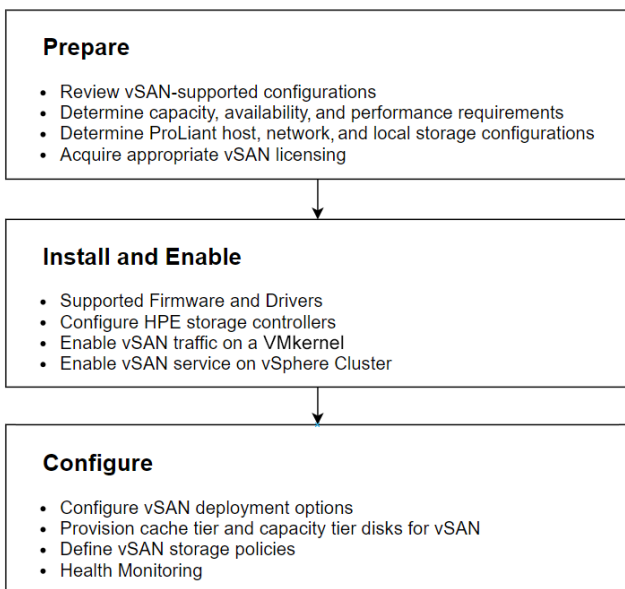 Prepare
• Review vSAN-supported configurations
• Determine capacity, availability, and performance requirements
• Determine ProLiant host, network, and local storage configurations
• Acquire appropriate vSAN licensing
Install and Enable
• Supported Firmware and Drivers
• Configure HPE storage controllers
• Enable vSAN traffic on a VMkernel
• Enable vSAN service on vSphere Cluster
Configure
• Configure vSAN deployment options
• Provision cache tier and capacity tier disks for vSAN
• Define vSAN storage policies
• Health Monitoring